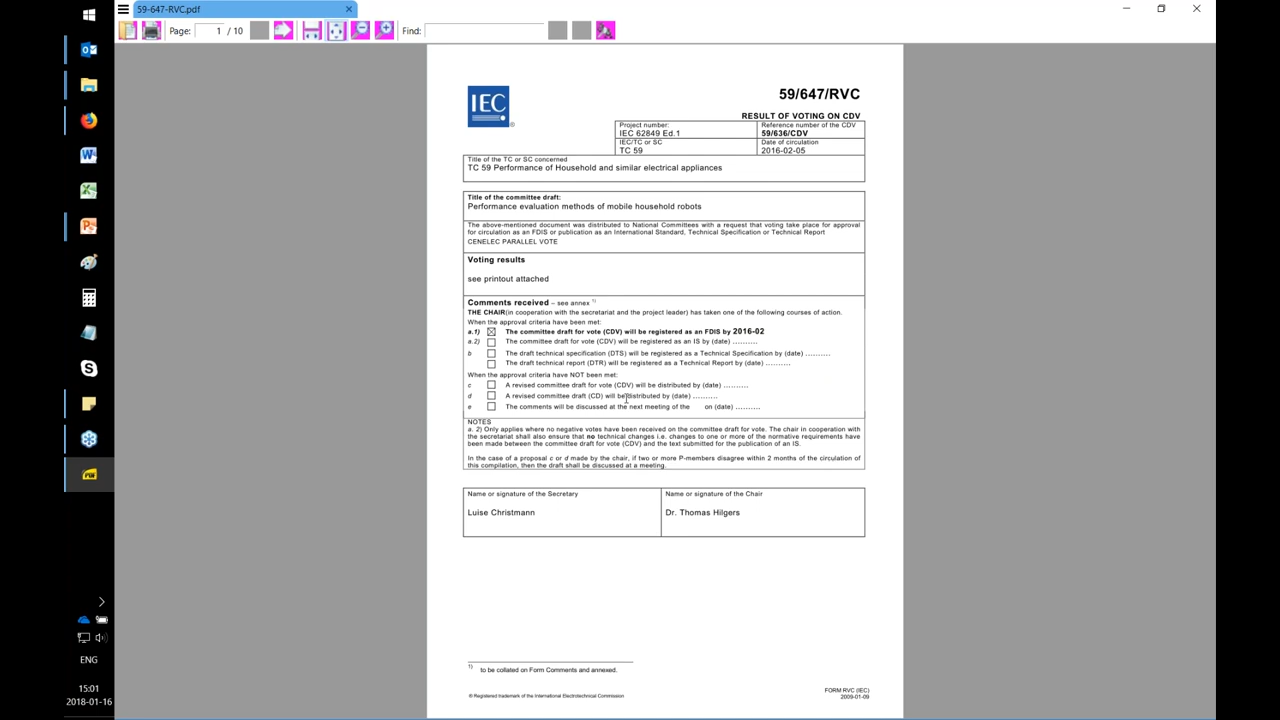 59-647-RVC.pdf
Page: 1 / 10 Find:
59/647/RVC
IEC
®
RESULT OF VOTING ON CDV
Project number: Reference number of the CDV
IEC 62849 Ed.1 59/636/CDV
IEC/TC or SC Date of circulation
TC 59 2016-02-05
Title of the TC or SC concerned
TC 59 Performance of Household and similar electrical appliances
Title of the committee draft:
Performance evaluation methods of mobile household robots
The above-mentioned document was distributed to National Committees with a request that voting take place for approval
for circulation as an FDIS or publication as an International Standard, Technical Specification or Technical Report
CENELEC PARALLEL VOTE
Voting results
see printout attached
Comments received – see annex 1)
THE CHAIR(in cooperation with the secretariat and the project leader) has taken one of the following courses of action.
When the approval criteria have been met:
a.1) The committee draft for vote (CDV) will be registered as an FDIS by 2016-02
a.2) The committee draft for vote (CDV) will be registered as an IS by (date) ..........
b The draft technical specification (DTS) will be registered as a Technical Specification by (date) ..........
The draft technical report (DTR) will be registered as a Technical Report by (date) ..........
When the approval criteria have NOT been met:
c A revised committee draft for vote (CDV) will be distributed by (date) ..........
d A revised committee draft (CD) will be distributed by (date) ..........
e The comments will be discussed at the next meeting of the on (date) ..........
NOTES
a. 2) Only applies where no negative votes have been received on the committee draft for vote. The chair in cooperation with
the secretariat shall also ensure that no technical changes i.e. changes to one or more of the normative requirements have
been made between the committee draft for vote (CDV) and the text submitted for the publication of an IS.
In the case of a proposal c or d made by the chair, if two or more P-members disagree within 2 months of the circulation of
this compilation, then the draft shall be discussed at a meeting.
Name or signature of the Secretary Name or signature of the Chair
Luise Christmann Dr. Thomas Hilgers
1) to be collated on Form Comments and annexed.
® Registered trademark of the International Electrotechnical Commission
FORM RVC (IEC)
2009-01-09
ENG
15:01
2018-01-16